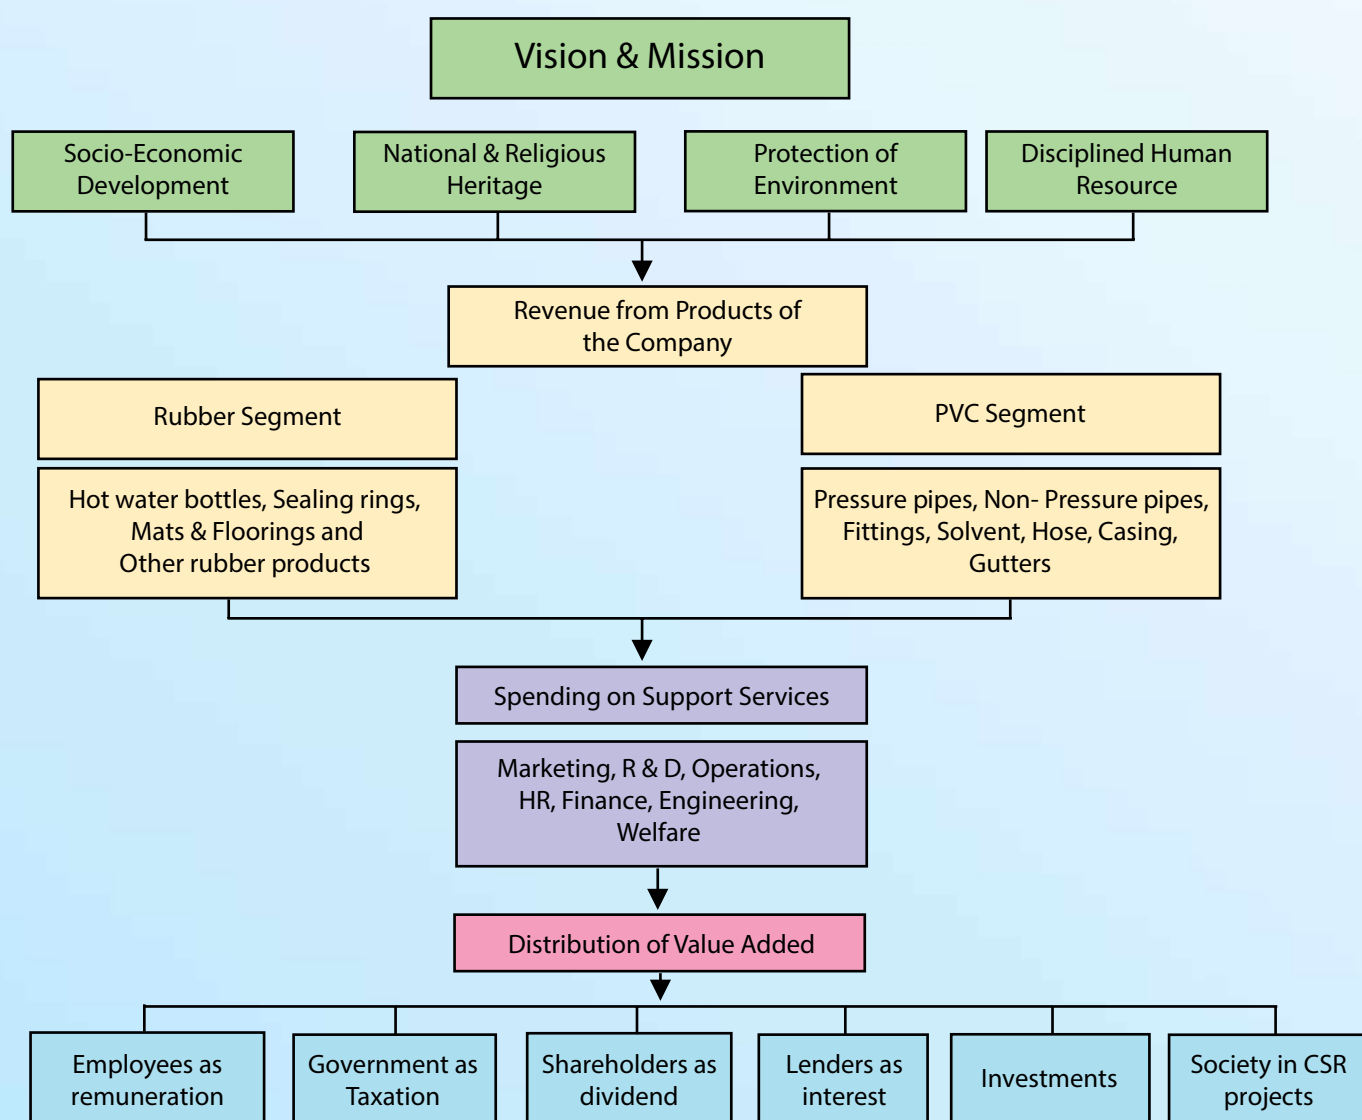 Vision & Mission
Socio-Economic
Development
National & Religious
Heritage
Protection of
Environment
Disciplined Human
Resource
Revenue from Products of
the Company
Rubber Segment
PVC Segment
Hot water bottles, Sealing rings,
Mats & Floorings and
Other rubber products
Pressure pipes, Non- Pressure pipes,
Fittings, Solvent, Hose, Casing,
Gutters
Spending on Support Services
Marketing, R & D, Operations,
HR, Finance, Engineering,
Welfare
Distribution of Value Added
Employees as
remuneration
Government as
Taxation
Shareholders as
dividend
Lenders as
interest
Investments
Society in CSR
projects